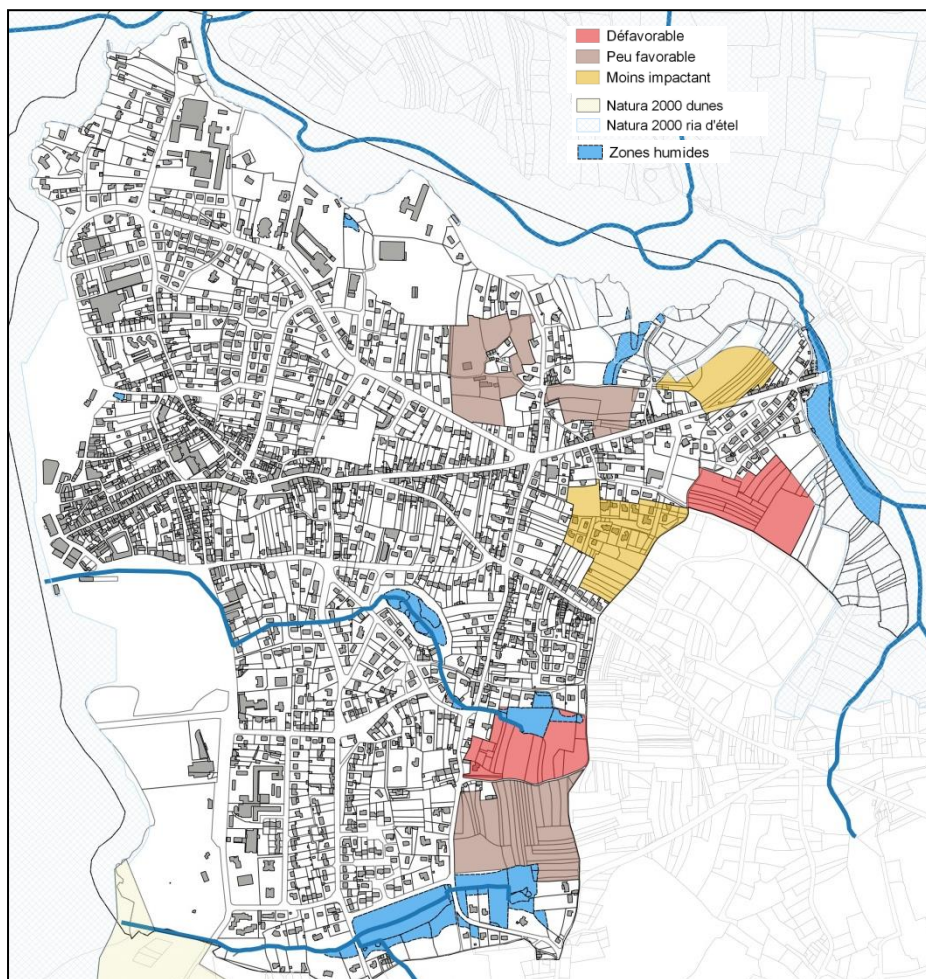 Défavorable
Peu favorable
Moins impactant
Natura 2000 dunes
Natura 2000 ria d'étel
Zones humides